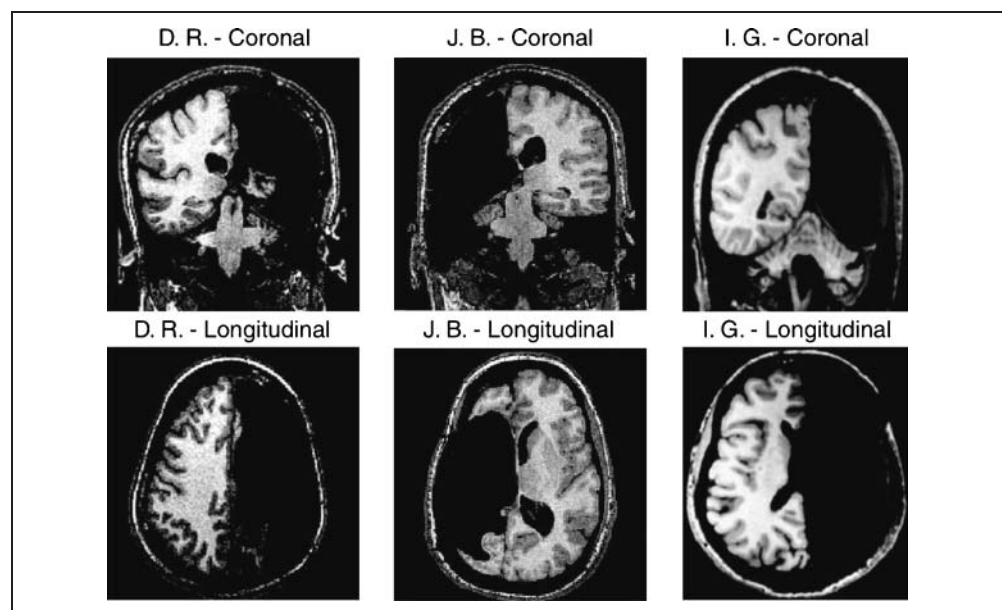 D. R. - Coronal
J. B. - Coronal
I. G. - Coronal
D. R. - Longitudinal
J. B. - Longitudinal
I. G. - Longitudinal